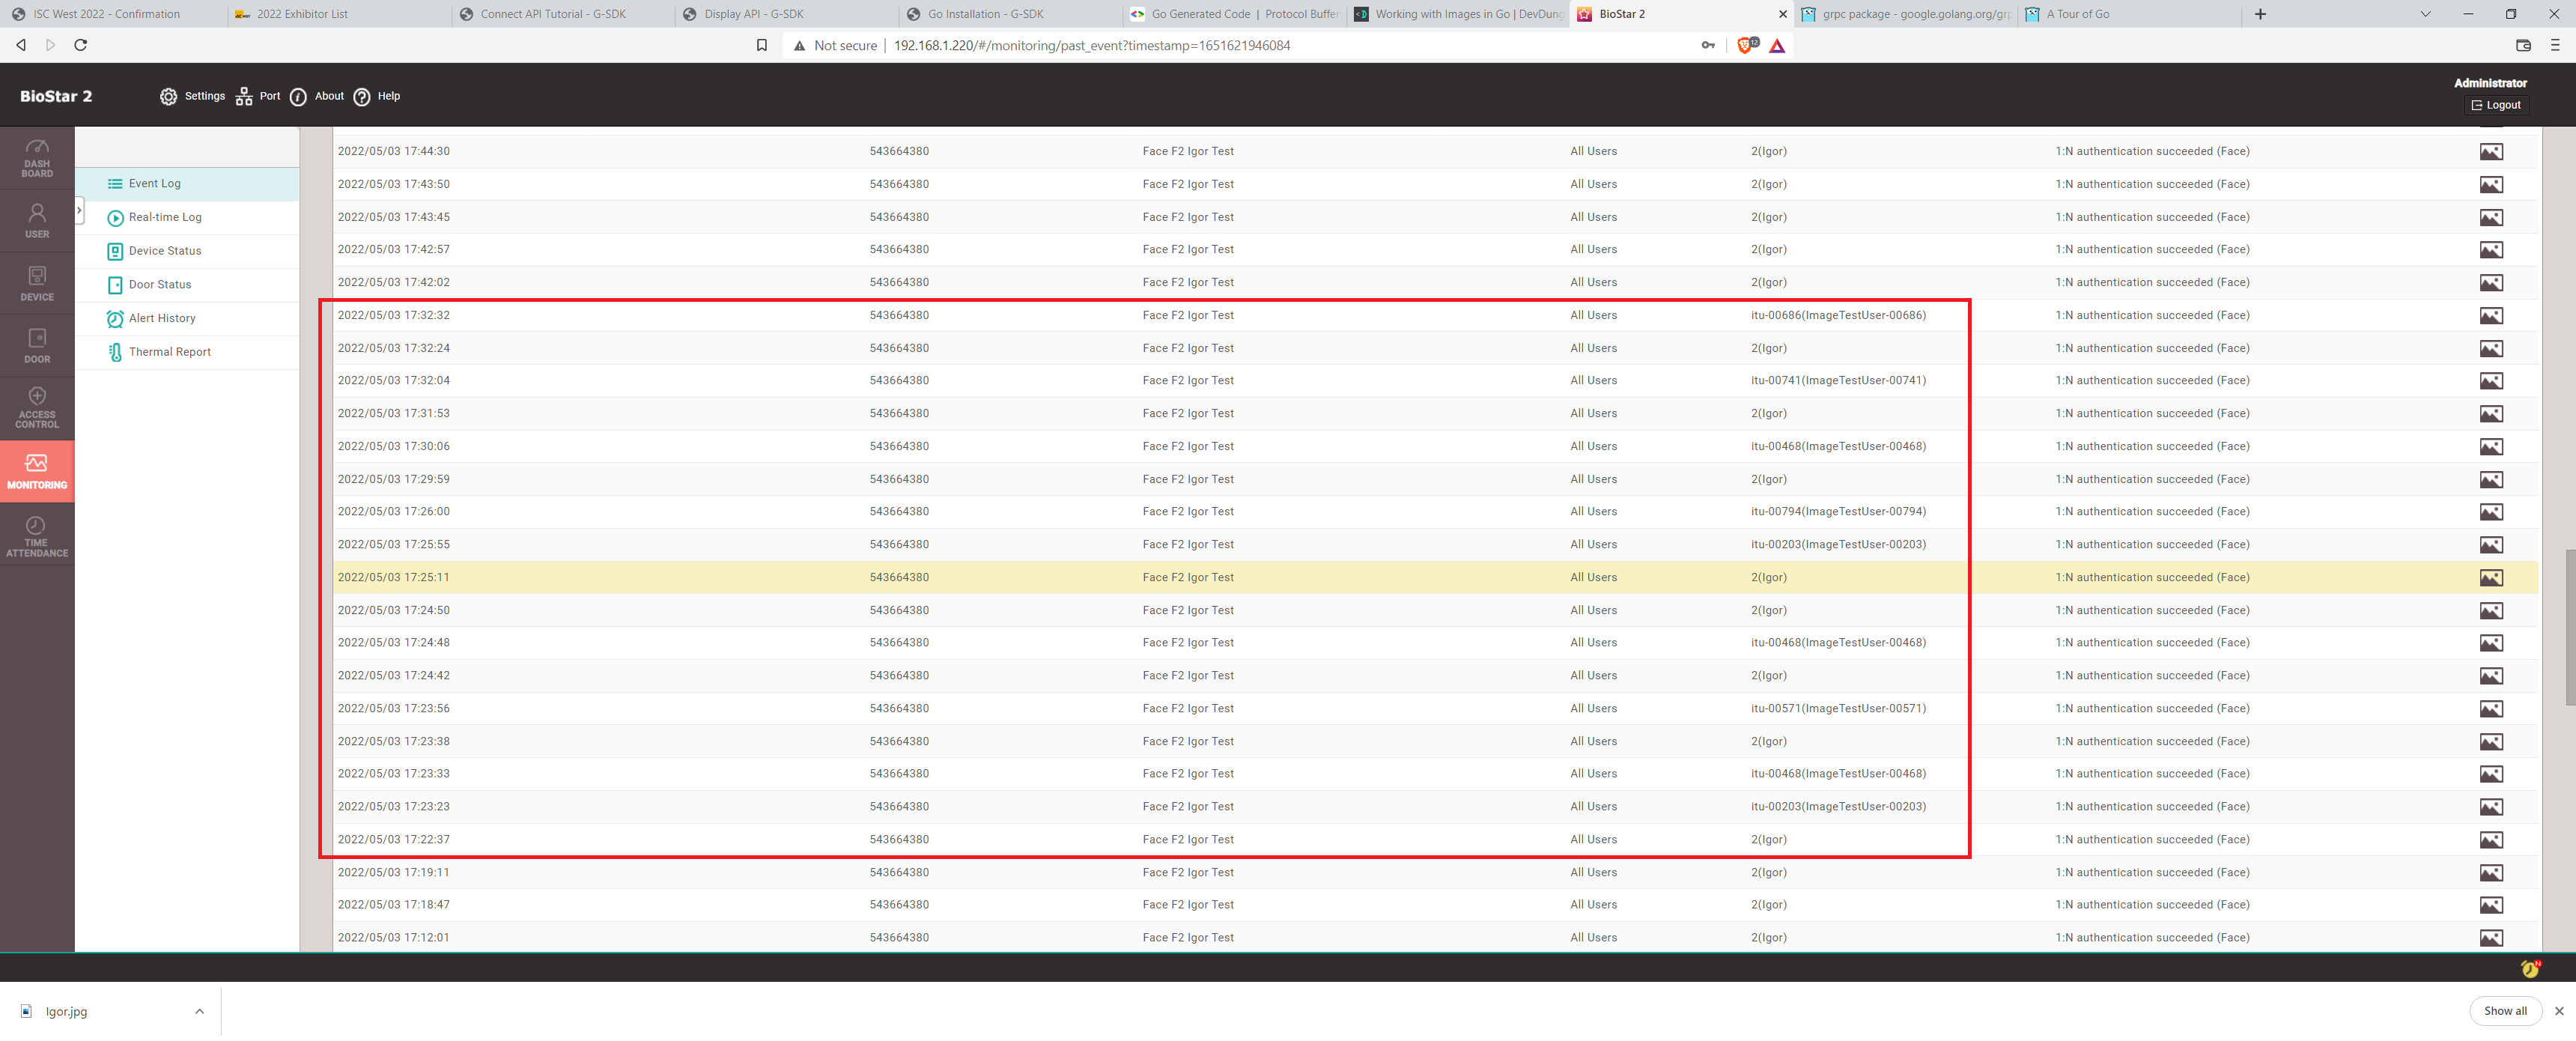 ISC West 2022 - Confirmation 2022 Exhibitor List Connect API Tutorial - G-SDK Display API - G-SDK Go Installation - G-SDK Go Generated Code | Protocol Buffer Working with Images in Go | DevDung BioStar 2 grpc package - google.golang.org/grp A Tour of Go
Not secure 192.168.1.220/#/monitoring/past_event?timestamp=1651621946084 12
BioStar 2 Settings Port About Help Administrator
Logout
DASH BOARD
USER
DEVICE
DOOR
ACCESS CONTROL
MONITORING
TIME ATTENDANCE
Event Log
Real-time Log
Device Status
Door Status
Alert History
Thermal Report
2022/05/03 17:44:30 543664380 Face F2 Igor Test All Users 2(Igor) 1:N authentication succeeded (Face)
2022/05/03 17:43:50 543664380 Face F2 Igor Test All Users 2(Igor) 1:N authentication succeeded (Face)
2022/05/03 17:43:45 543664380 Face F2 Igor Test All Users 2(Igor) 1:N authentication succeeded (Face)
2022/05/03 17:42:57 543664380 Face F2 Igor Test All Users 2(Igor) 1:N authentication succeeded (Face)
2022/05/03 17:42:02 543664380 Face F2 Igor Test All Users 2(Igor) 1:N authentication succeeded (Face)
2022/05/03 17:32:32 543664380 Face F2 Igor Test All Users itu-00686(ImageTestUser-00686) 1:N authentication succeeded (Face)
2022/05/03 17:32:24 543664380 Face F2 Igor Test All Users 2(Igor) 1:N authentication succeeded (Face)
2022/05/03 17:32:04 543664380 Face F2 Igor Test All Users itu-00741(ImageTestUser-00741) 1:N authentication succeeded (Face)
2022/05/03 17:31:53 543664380 Face F2 Igor Test All Users 2(Igor) 1:N authentication succeeded (Face)
2022/05/03 17:30:06 543664380 Face F2 Igor Test All Users itu-00468(ImageTestUser-00468) 1:N authentication succeeded (Face)
2022/05/03 17:29:59 543664380 Face F2 Igor Test All Users 2(Igor) 1:N authentication succeeded (Face)
2022/05/03 17:26:00 543664380 Face F2 Igor Test All Users itu-00794(ImageTestUser-00794) 1:N authentication succeeded (Face)
2022/05/03 17:25:55 543664380 Face F2 Igor Test All Users itu-00203(ImageTestUser-00203) 1:N authentication succeeded (Face)
2022/05/03 17:25:11 543664380 Face F2 Igor Test All Users 2(Igor) 1:N authentication succeeded (Face)
2022/05/03 17:24:50 543664380 Face F2 Igor Test All Users 2(Igor) 1:N authentication succeeded (Face)
2022/05/03 17:24:48 543664380 Face F2 Igor Test All Users itu-00468(ImageTestUser-00468) 1:N authentication succeeded (Face)
2022/05/03 17:24:42 543664380 Face F2 Igor Test All Users 2(Igor) 1:N authentication succeeded (Face)
2022/05/03 17:23:56 543664380 Face F2 Igor Test All Users itu-00571(ImageTestUser-00571) 1:N authentication succeeded (Face)
2022/05/03 17:23:38 543664380 Face F2 Igor Test All Users 2(Igor) 1:N authentication succeeded (Face)
2022/05/03 17:23:33 543664380 Face F2 Igor Test All Users itu-00468(ImageTestUser-00468) 1:N authentication succeeded (Face)
2022/05/03 17:23:23 543664380 Face F2 Igor Test All Users itu-00203(ImageTestUser-00203) 1:N authentication succeeded (Face)
2022/05/03 17:22:37 543664380 Face F2 Igor Test All Users 2(Igor) 1:N authentication succeeded (Face)
2022/05/03 17:19:11 543664380 Face F2 Igor Test All Users 2(Igor) 1:N authentication succeeded (Face)
2022/05/03 17:18:47 543664380 Face F2 Igor Test All Users 2(Igor) 1:N authentication succeeded (Face)
2022/05/03 17:12:01 543664380 Face F2 Igor Test All Users 2(Igor) 1:N authentication succeeded (Face)
Igor.jpg Show all